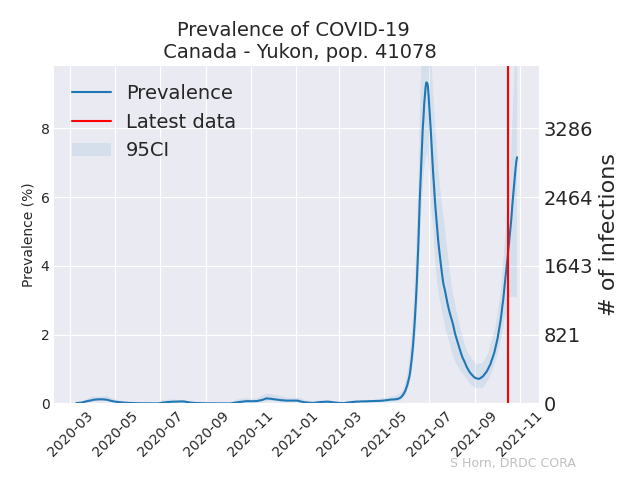 Prevalence of COVID-19
Canada - Yukon, pop. 41078
Prevalence
Latest data
95CI
Prevalence (%)
8
6
4
2
0
3286
2464
1643
821
0
# of infections
2020-03
2020-05
2020-07
2020-09
2020-11
2021-01
2021-03
2021-05
2021-07
2021-09
2021-11
S Horn, DRDC CORA